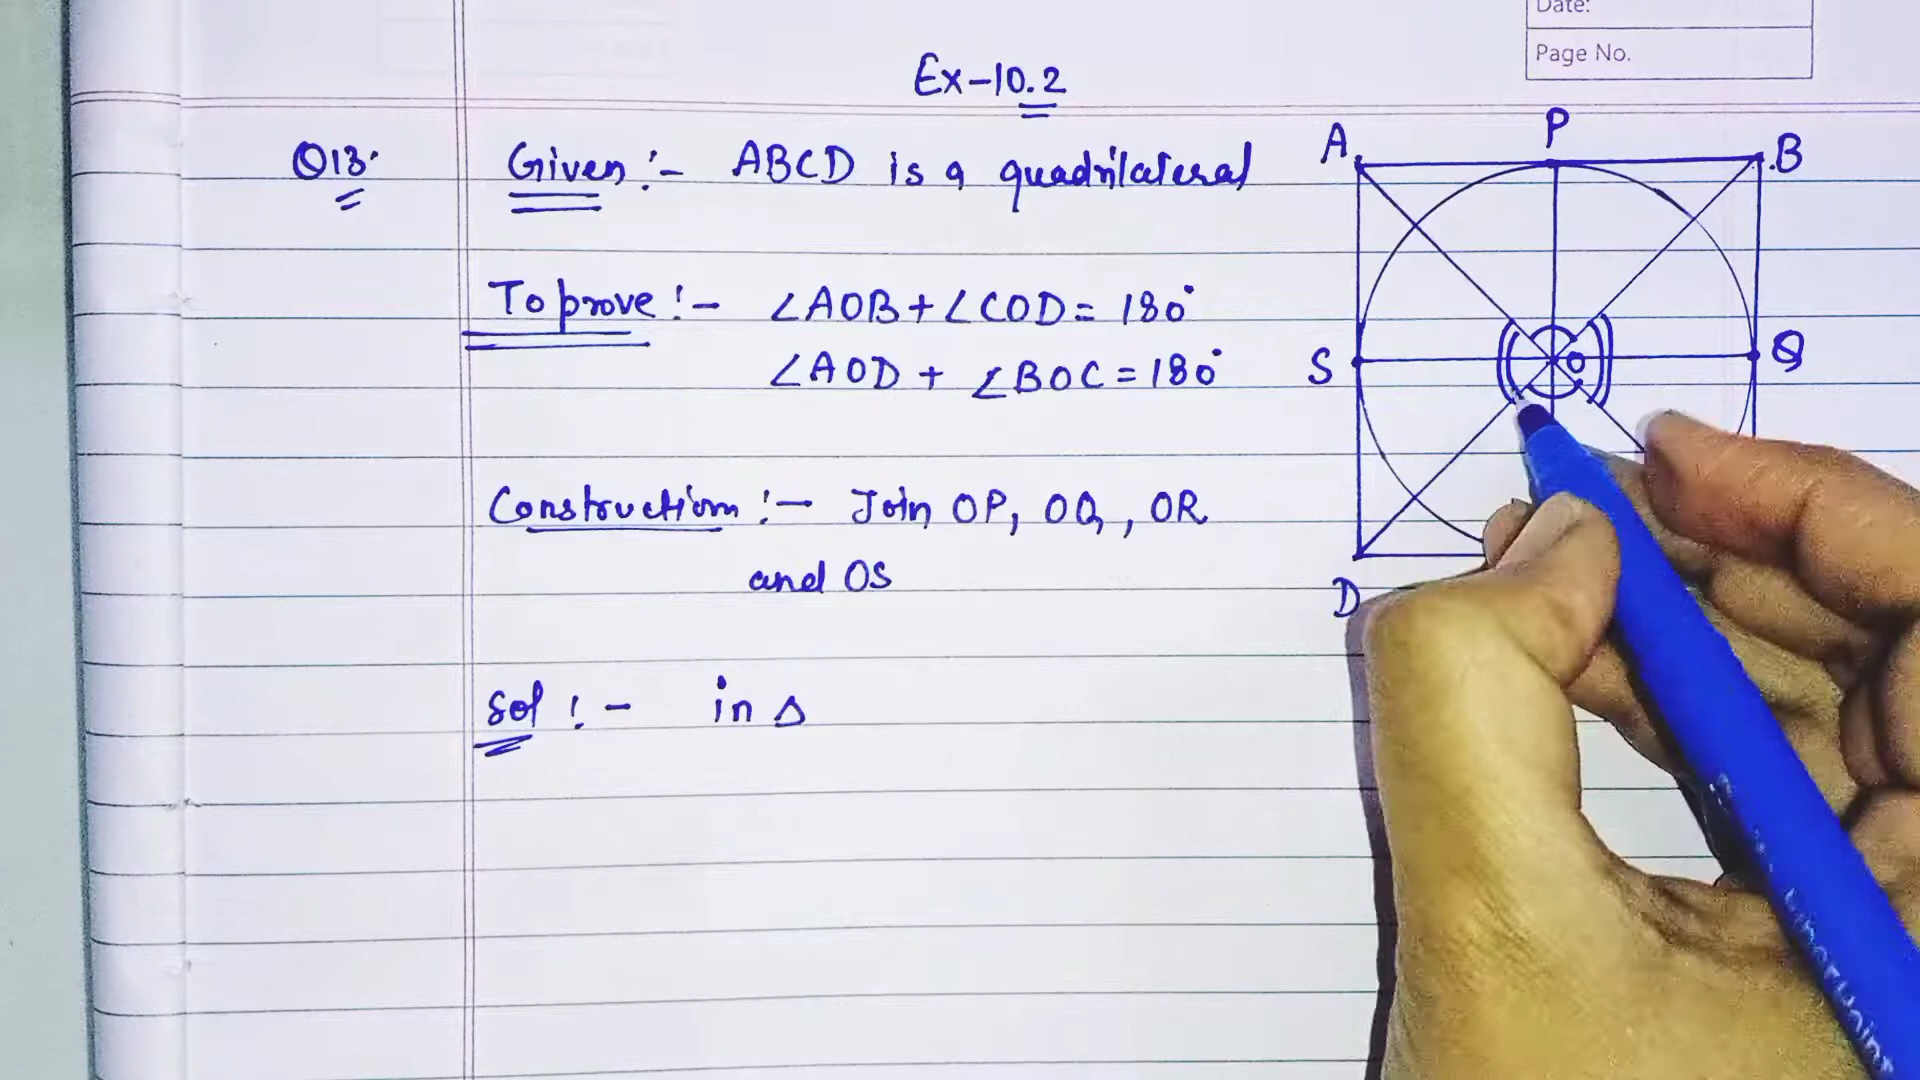 Date:
Page No.
Ex-10.2
Q13.
Given :- ABCD is a quadrilateral
To prove :- ∠AOB + ∠COD = 180°
∠AOD + ∠BOC = 180°
Construction :- Join OP, OQ, OR
and OS
Sol :- in △
A P B
S O Q
D